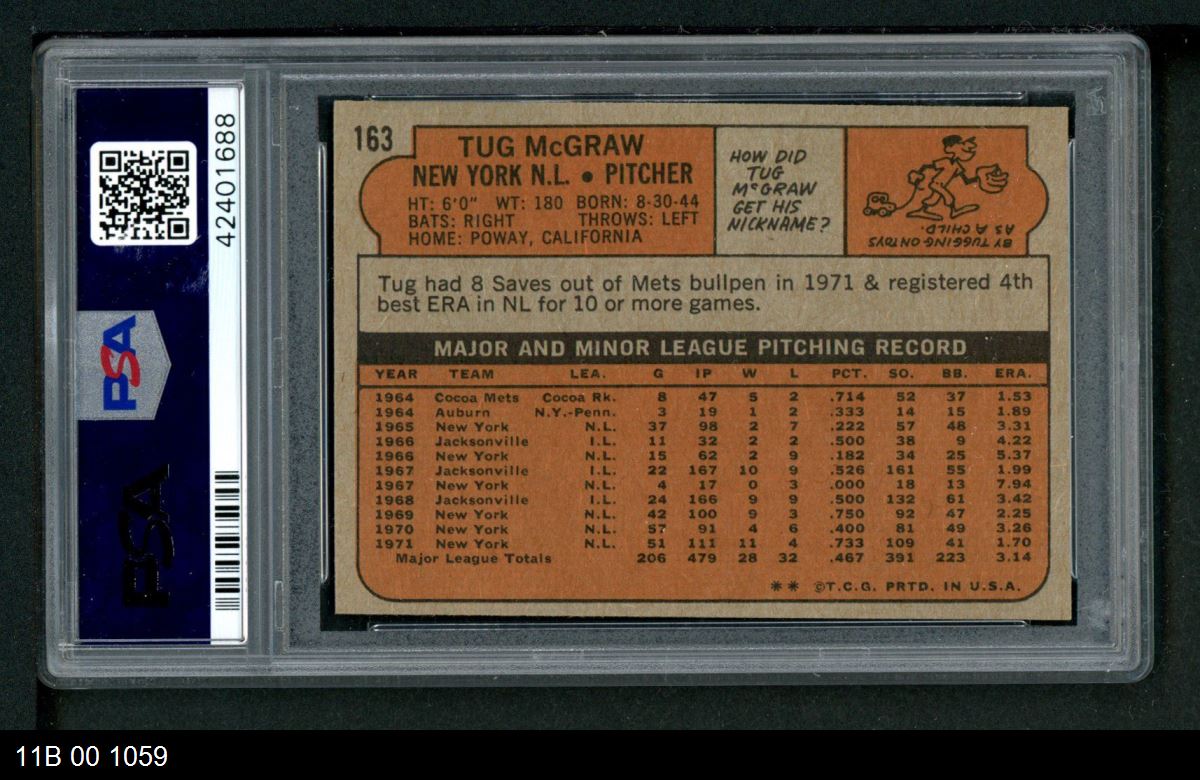 42401688
PSA
PSA
163
TUG McGRAW
NEW YORK N.L. • PITCHER
HT: 6'0" WT: 180 BORN: 8-30-44
BATS: RIGHT THROWS: LEFT
HOME: POWAY, CALIFORNIA
HOW DID
TUG
McGRAW
GET HIS
NICKNAME?
BY TUGGING ON TOYS
AS A CHILD.
Tug had 8 Saves out of Mets bullpen in 1971 & registered 4th
best ERA in NL for 10 or more games.
MAJOR AND MINOR LEAGUE PITCHING RECORD
YEAR TEAM LEA. G IP W L PCT. SO. BB. ERA.
1964 Cocoa Mets Cocoa Rk. 8 47 5 2 .714 52 37 1.53
1964 Auburn N.Y.-Penn. 3 19 1 2 .333 14 15 1.89
1965 New York N.L. 37 98 2 7 .222 57 48 3.31
1966 Jacksonville I.L. 11 32 2 2 .500 38 9 4.22
1966 New York N.L. 15 62 2 9 .182 34 25 5.37
1967 Jacksonville I.L. 22 167 10 9 .526 161 55 1.99
1967 New York N.L. 4 17 0 3 .000 18 13 7.94
1968 Jacksonville I.L. 24 166 9 9 .500 132 61 3.42
1969 New York N.L. 42 100 9 3 .750 92 47 2.25
1970 New York N.L. 57 91 4 6 .400 81 49 3.26
1971 New York N.L. 51 111 11 4 .733 109 41 1.70
Major League Totals 206 479 28 32 .467 391 223 3.14
** ©T.C.G. PRTD. IN U.S.A.
11B 00 1059